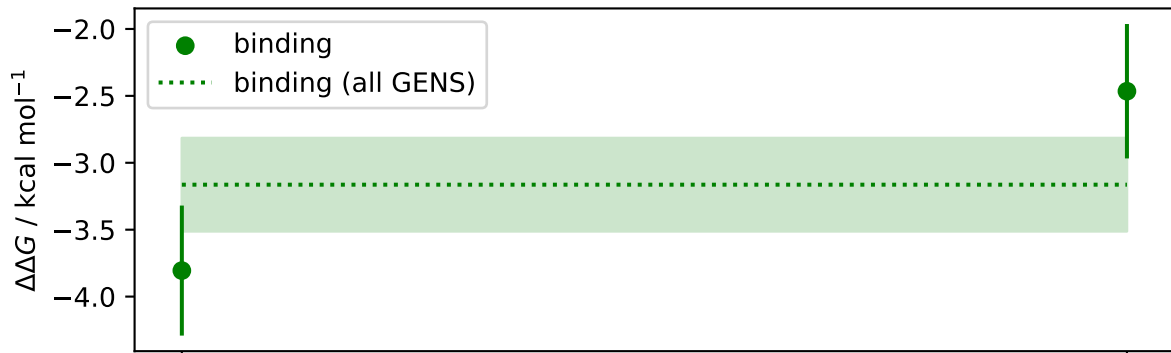 −2.0
−2.5
−3.0
−3.5
−4.0
ΔΔG / kcal mol⁻¹
binding
binding (all GENS)